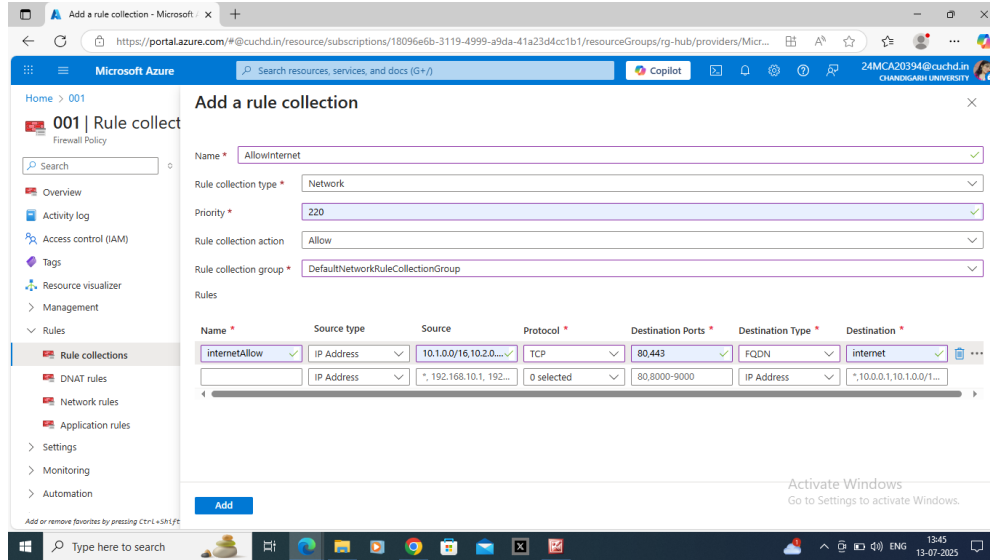 Add a rule collection - Microsoft
https://portal.azure.com/#@cuchd.in/resource/subscriptions/18096e6b-3119-4999-a9da-41a23d4cc1b1/resourceGroups/rg-hub/providers/Micr...
Microsoft Azure
Search resources, services, and docs (G+/)
Copilot
24MCA20394@cuchd.in
CHANDIGARH UNIVERSITY
Home > 001
001 | Rule collect
Firewall Policy
Search
Overview
Activity log
Access control (IAM)
Tags
Resource visualizer
Management
Rules
Rule collections
DNAT rules
Network rules
Application rules
Settings
Monitoring
Automation
Add or remove favorites by pressing Ctrl+Shift
Add a rule collection
Name * AllowInternet
Rule collection type * Network
Priority * 220
Rule collection action Allow
Rule collection group * DefaultNetworkRuleCollectionGroup
Rules
Name * Source type Source Protocol * Destination Ports * Destination Type * Destination *
internetAllow IP Address 10.1.0.0/16,10.2.0.... TCP 80,443 FQDN internet
IP Address *, 192.168.10.1, 192... 0 selected 80,8000-9000 IP Address *,10.0.0.1,10.1.0.0/1...
Add
Activate Windows
Go to Settings to activate Windows.
Type here to search
ENG
13:45
13-07-2025